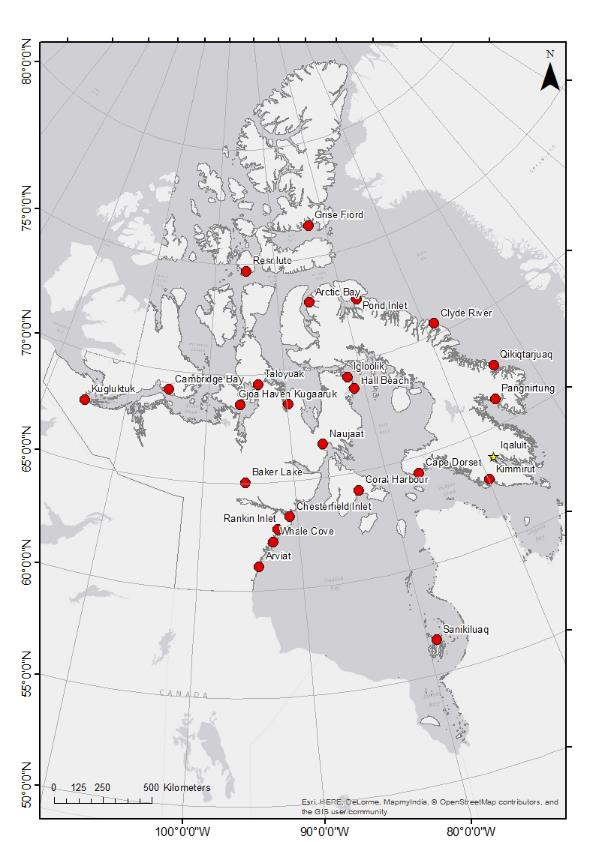 N
80°0'0"N
75°0'0"N
70°0'0"N
65°0'0"N
60°0'0"N
55°0'0"N
50°0'0"N
Grise Fiord
Resolute
Arctic Bay
Pond Inlet
Clyde River
Qikiqtarjuaq
Pangnirtung
Igloolik
Hall Beach
Taloyoak
Cambridge Bay
Kugluktuk
Gjoa Haven
Kugaaruk
Naujaat
Iqaluit
Kimmirut
Cape Dorset
Coral Harbour
Baker Lake
Chesterfield Inlet
Rankin Inlet
Whale Cove
Arviat
Sanikiluaq
CANADA
0 125 250 500 Kilometers
Esri, HERE, DeLorme, MapmyIndia, © OpenStreetMap contributors, and
the GIS user community
100°0'0"W
90°0'0"W
80°0'0"W